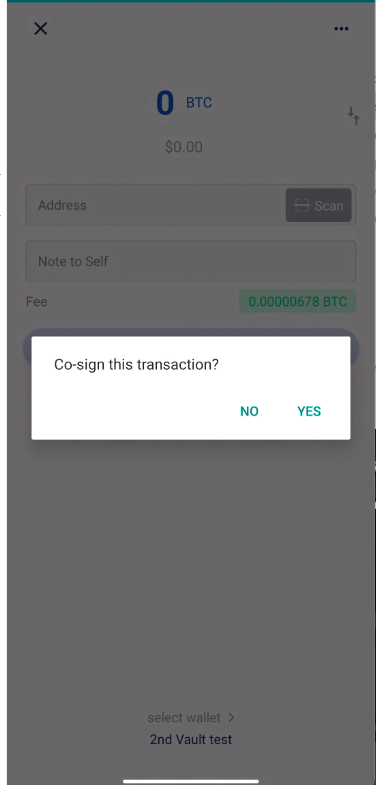 0 BTC
$0.00
Address
Scan
Note to Self
Fee
0.00000678 BTC
Co-sign this transaction?
NO
YES
select wallet >
2nd Vault test